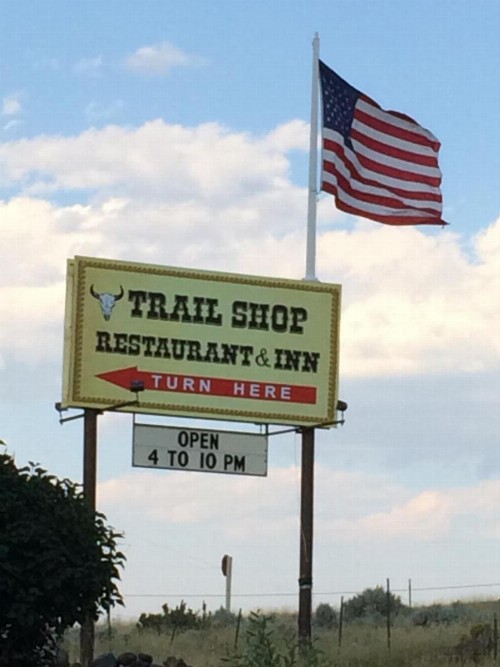 TRAIL SHOP
RESTAURANT & INN
TURN HERE
OPEN
4 TO 10 PM